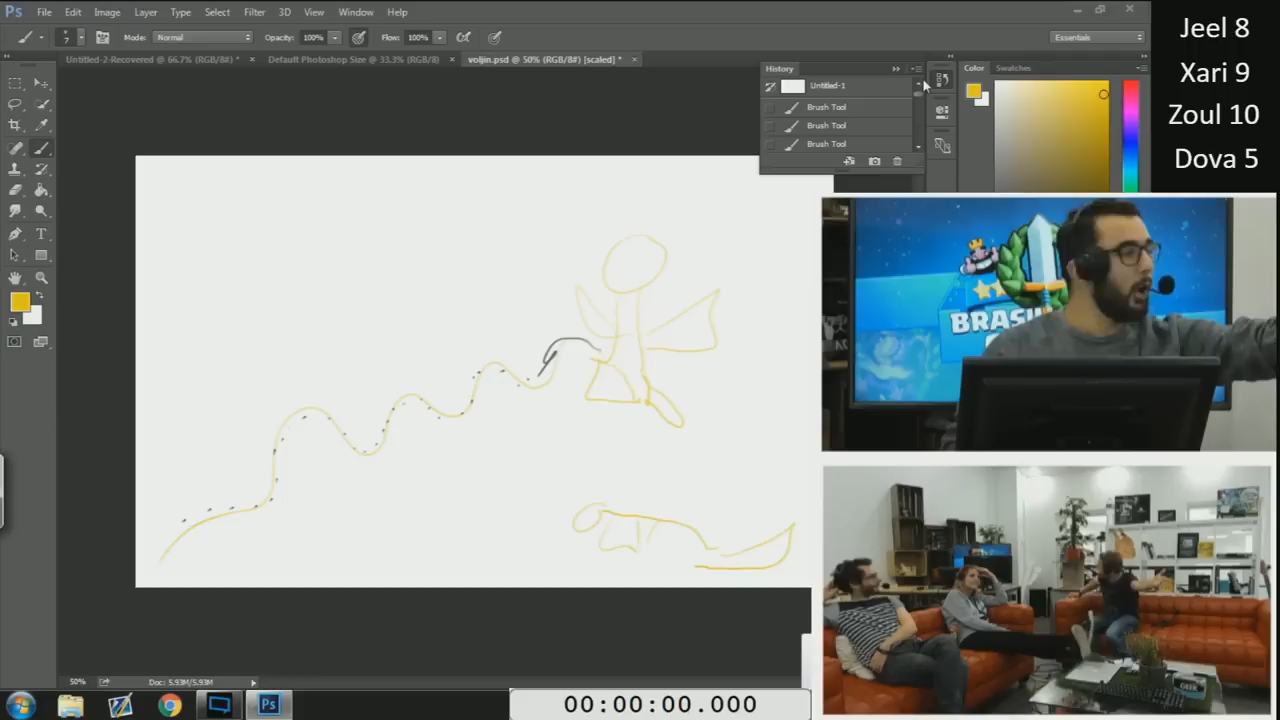 Ps File Edit Image Layer Type Select Filter 3D View Window Help
7 Mode: Normal Opacity: 100% Flow: 100% Essentials
Untitled-2-Recovered @ 66.7% (RGB/8#) * × Default Photoshop Size @ 33.3% (RGB/8) × voljin.psd @ 50% (RGB/8#) [scaled] * ×
History
Untitled-1
Brush Tool
Brush Tool
Brush Tool
Color Swatches
Jeel 8
Xari 9
Zoul 10
Dova 5
BRASI
50% Doc: 5.93M/5.93M
Ps
00:00:00.000